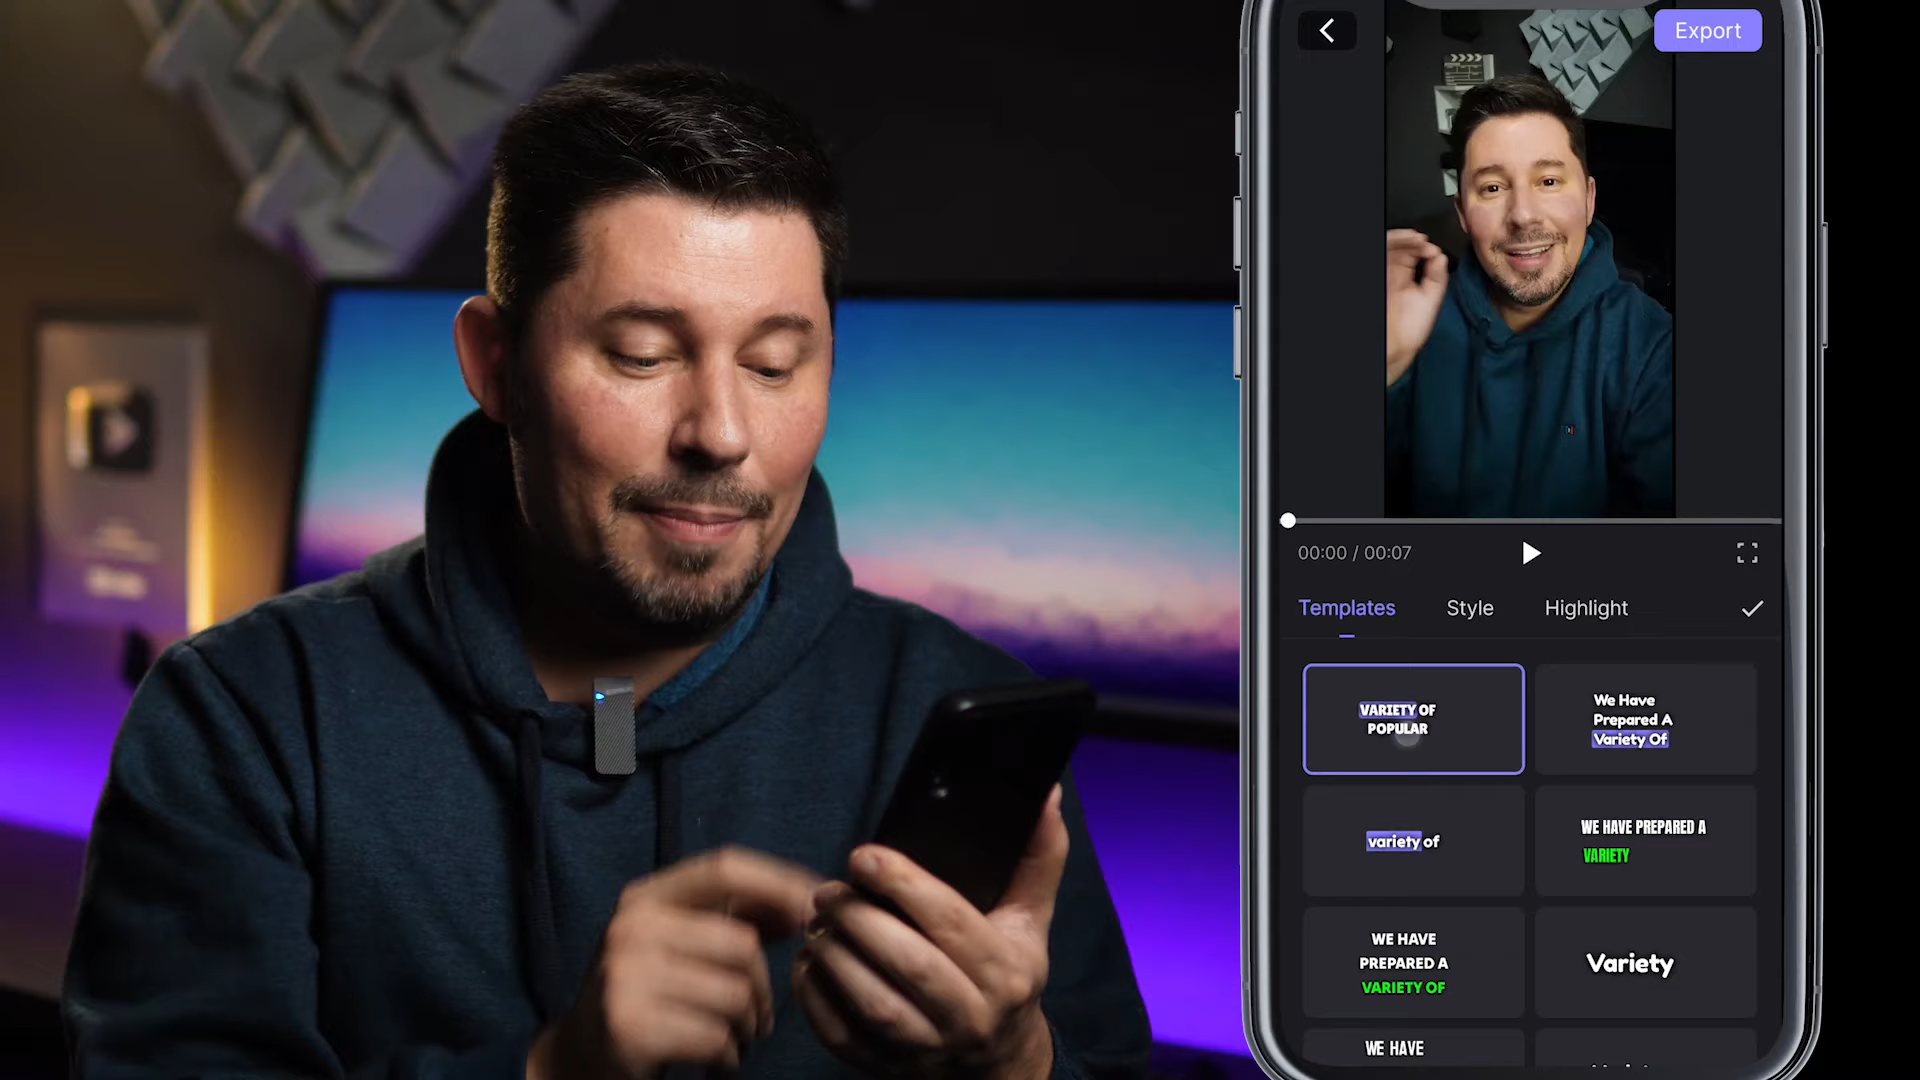 Export
00:00 / 00:07
Templates Style Highlight
VARIETY OF
POPULAR
We Have
Prepared A
Variety Of
variety of
WE HAVE PREPARED A
VARIETY
WE HAVE
PREPARED A
VARIETY OF
Variety
WE HAVE